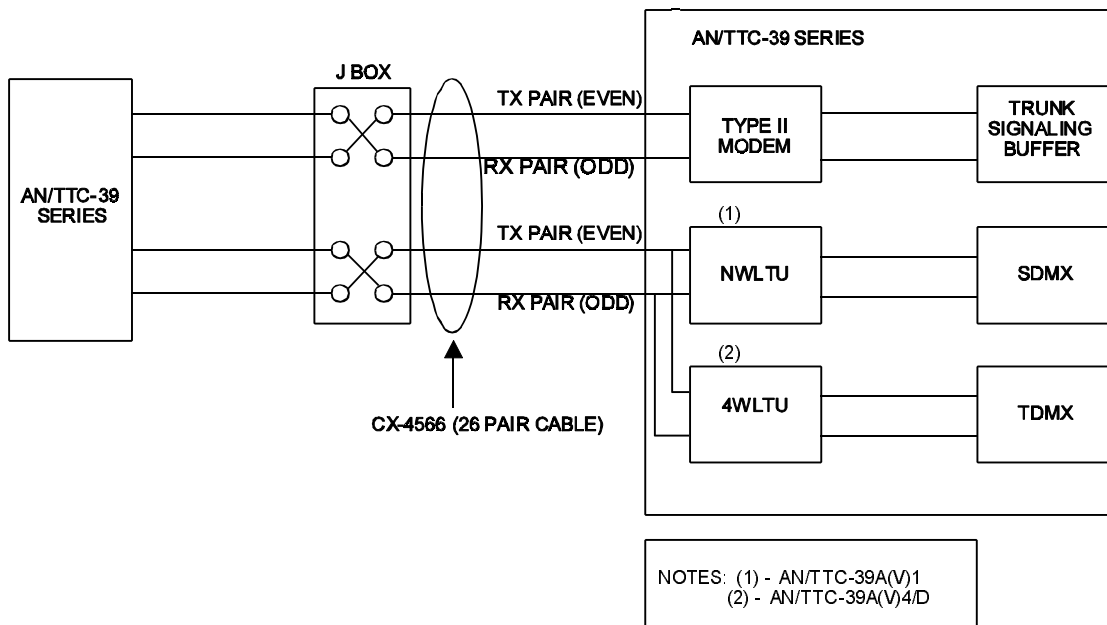 AN/TTC-39 SERIES
J BOX
TX PAIR (EVEN)
TYPE II
MODEM
TRUNK
SIGNALING
BUFFER
RX PAIR (ODD)
AN/TTC-39
SERIES
(1)
TX PAIR (EVEN)
NWLTU
SDMX
RX PAIR (ODD)
(2)
4WLTU
TDMX
CX-4566 (26 PAIR CABLE)
NOTES: (1) - AN/TTC-39A(V)1
(2) - AN/TTC-39A(V)4/D